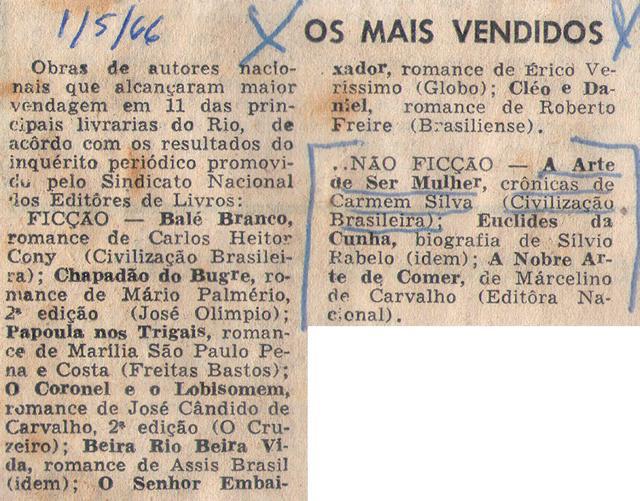 1/5/66
OS MAIS VENDIDOS
Obras de autores nacio-
nais que alcançaram maior
vendagem em 11 das prin-
cipais livrarias do Rio, de
acôrdo com os resultados do
inquérito periódico promovi-
do pelo Sindicato Nacional
dos Editôres de Livros:
FICÇÃO — Balé Branco,
romance de Carlos Heitor
Cony (Civilização Brasilei-
ra); Chapadão do Bugre, ro-
mance de Mário Palmério,
2ª edição (José Olímpio);
Papoula nos Trigais, roman-
ce de Marília São Paulo Pe-
na e Costa (Freitas Bastos);
O Coronel e o Lobisomem,
romance de José Cândido de
Carvalho, 2ª edição (O Cru-
zeiro); Beira Rio Beira Vi-
da, romance de Assis Brasil
(idem); O Senhor Embai-
xador, romance de Érico Ve-
ríssimo (Globo); Cléo e Da-
niel, romance de Roberto
Freire (Brasiliense).
..NÃO FICÇÃO — A Arte
de Ser Mulher, crônicas de
Carmem Silva (Civilização
Brasileira); Euclides da
Cunha, biografia de Sílvio
Rabelo (idem); A Nobre Ar-
te de Comer, de Márcelino
de Carvalho (Editôra Na-
cional).